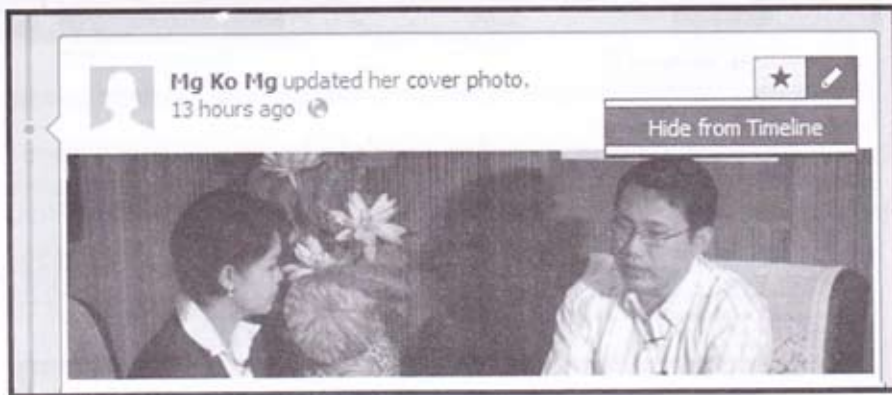 Mg Ko Mg updated her cover photo.
13 hours ago
Hide from Timeline